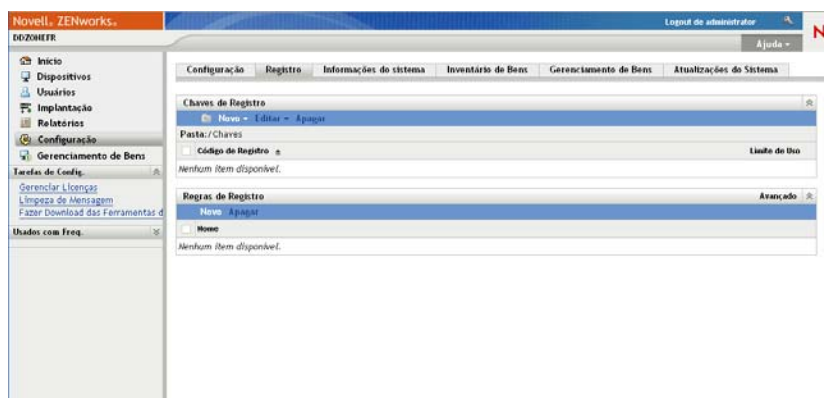 Novell® ZENworks®
Logout de administrator
DDZONEFR
Ajuda
N
Início
Dispositivos
Usuários
Implantação
Relatórios
Configuração
Gerenciamento de Bens
Tarefas de Config.
Gerenciar Licenças
Limpeza de Mensagem
Fazer Download das Ferramentas d
Usados com Freq.
Configuração Registro Informações do sistema Inventário de Bens Gerenciamento de Bens Atualizações do Sistema
Chaves de Registro
Novo Editar Apagar
Pasta:/Chaves
Código de Registro Limite de Uso
Nenhum item disponível.
Regras de Registro Avançado
Novo Apagar
Nome
Nenhum item disponível.